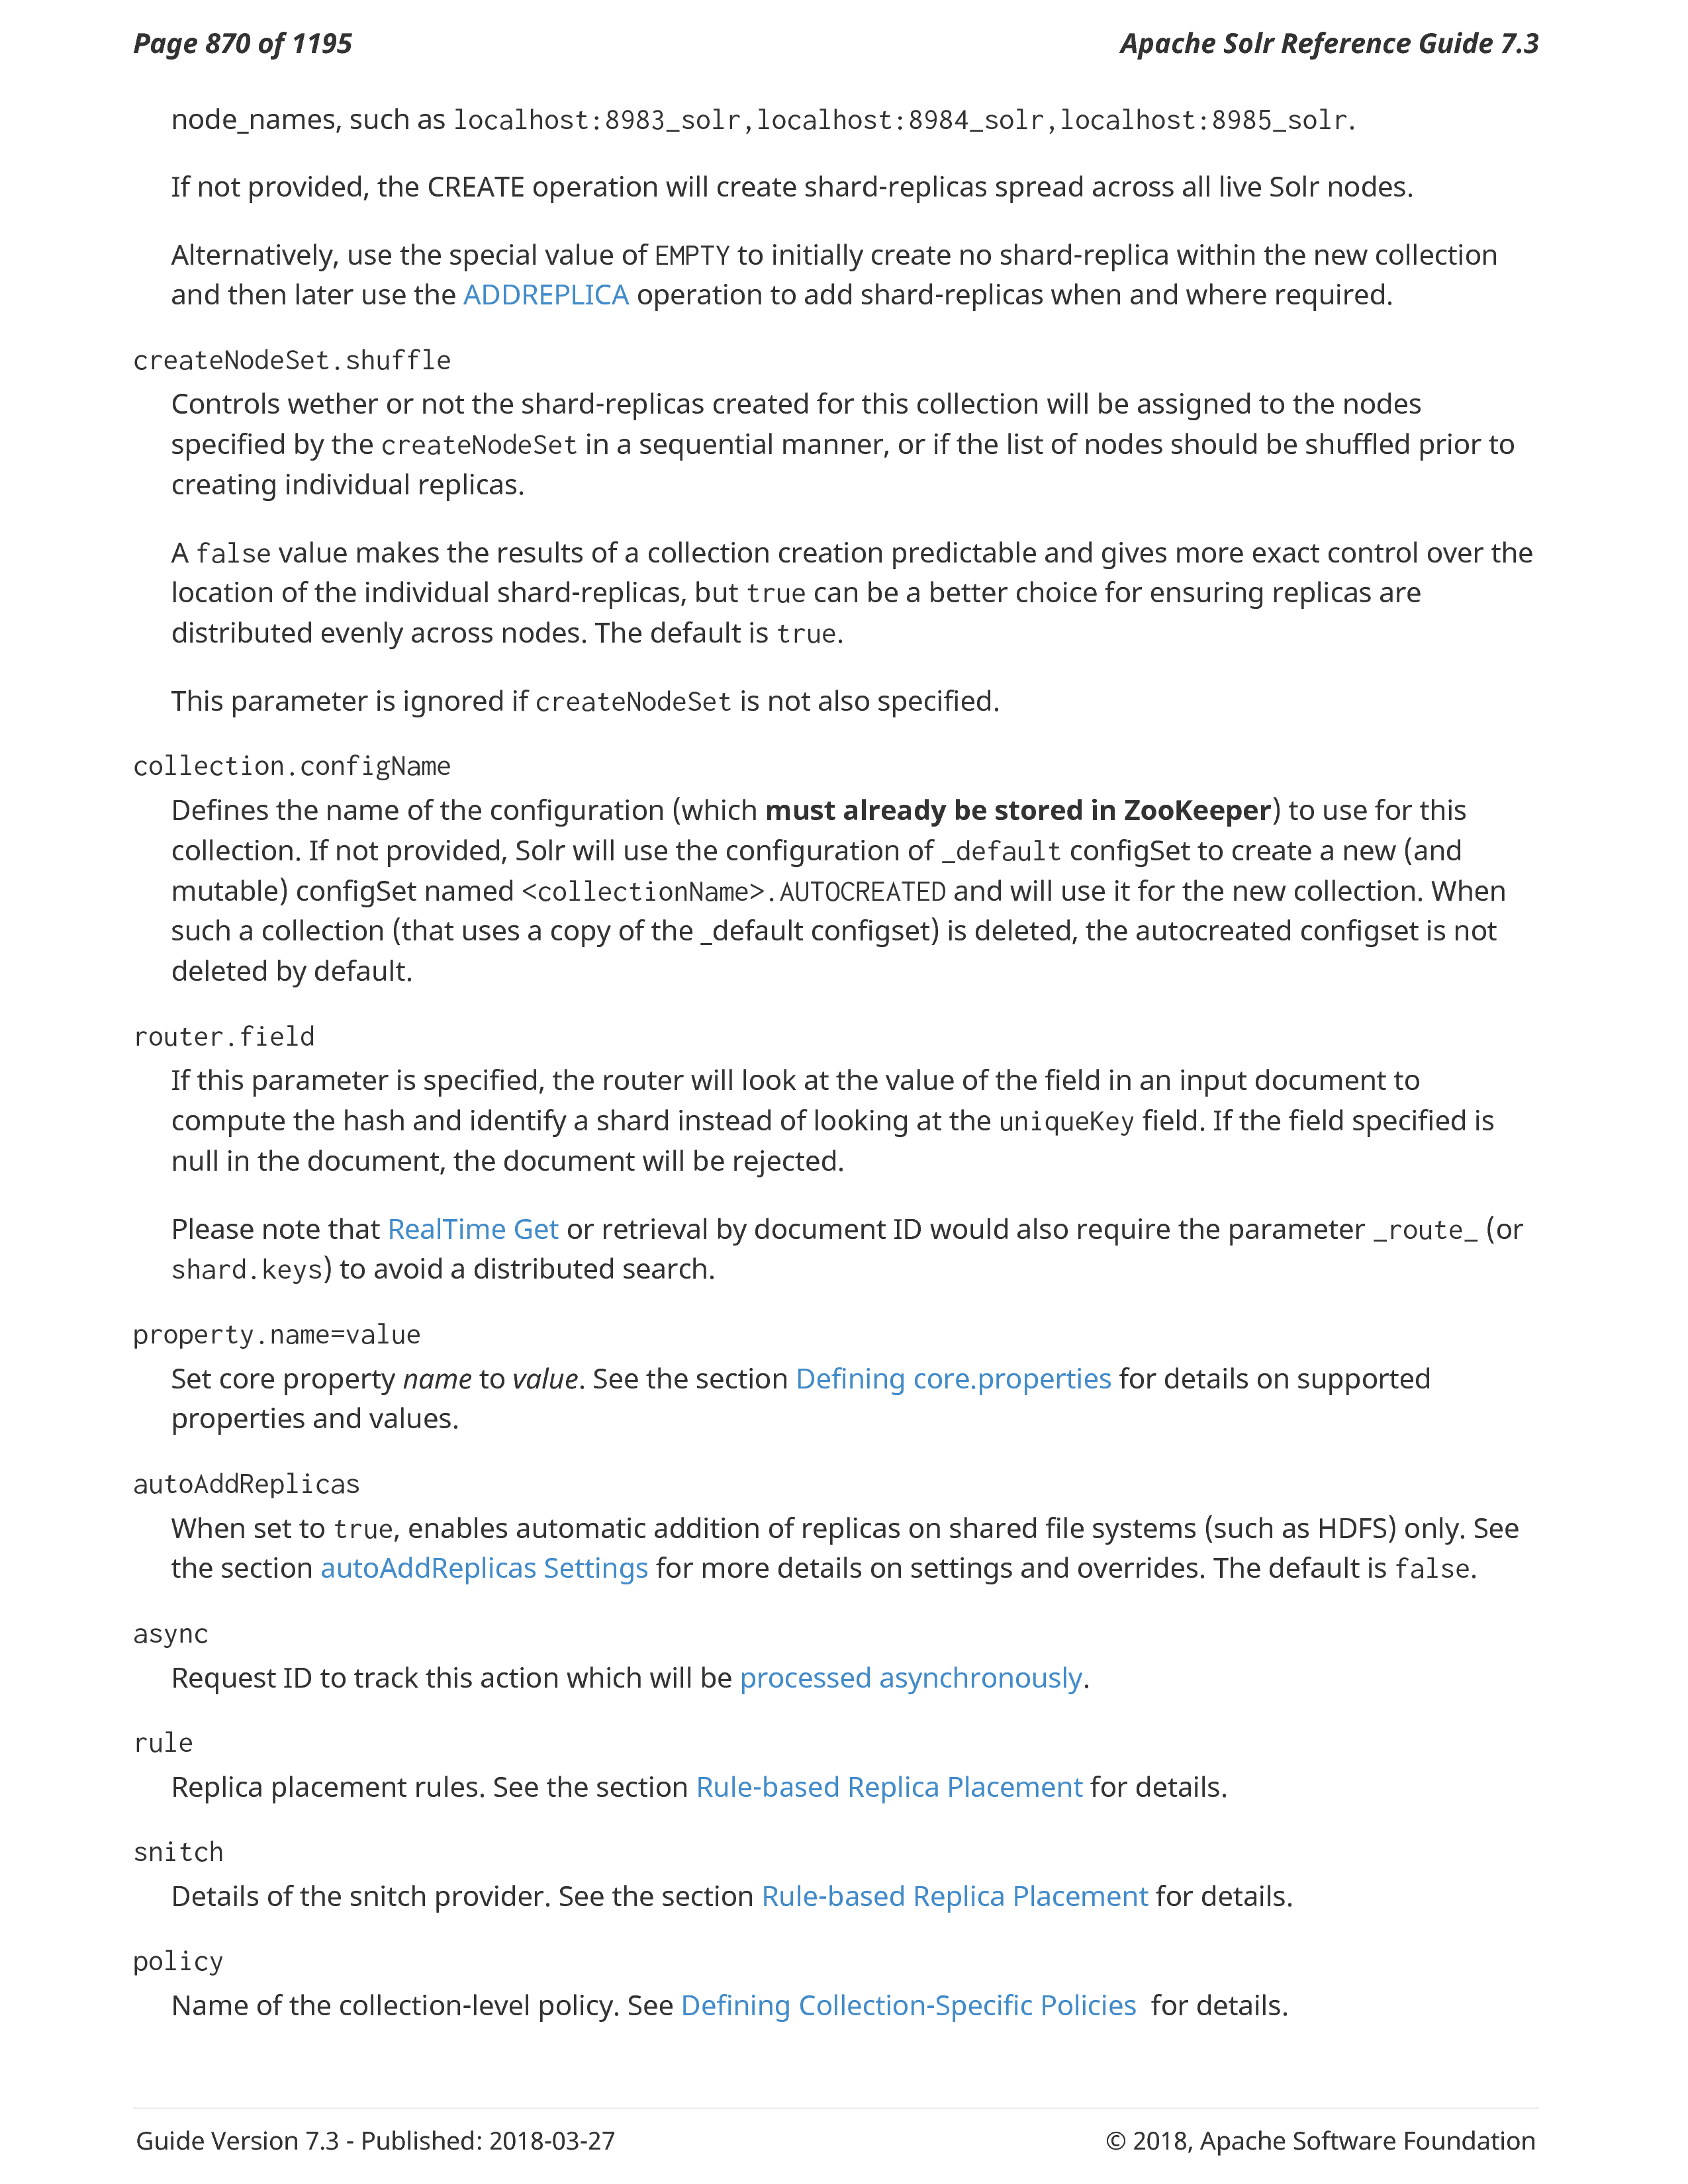 Page 870 of 1195
Apache Solr Reference Guide 7.3
node_names, such as localhost:8983_solr,localhost:8984_solr,localhost:8985_solr.
If not provided, the CREATE operation will create shard-replicas spread across all live Solr nodes.
Alternatively, use the special value of EMPTY to initially create no shard-replica within the new collection
and then later use the ADDREPLICA operation to add shard-replicas when and where required.
createNodeSet.shuffle
Controls wether or not the shard-replicas created for this collection will be assigned to the nodes
specified by the createNodeSet in a sequential manner, or if the list of nodes should be shuffled prior to
creating individual replicas.
A false value makes the results of a collection creation predictable and gives more exact control over the
location of the individual shard-replicas, but true can be a better choice for ensuring replicas are
distributed evenly across nodes. The default is true.
This parameter is ignored if createNodeSet is not also specified.
collection.configName
Defines the name of the configuration (which must already be stored in ZooKeeper) to use for this
collection. If not provided, Solr will use the configuration of _default configSet to create a new (and
mutable) configSet named <collectionName>.AUTOCREATED and will use it for the new collection. When
such a collection (that uses a copy of the _default configset) is deleted, the autocreated configset is not
deleted by default.
router.field
If this parameter is specified, the router will look at the value of the field in an input document to
compute the hash and identify a shard instead of looking at the uniqueKey field. If the field specified is
null in the document, the document will be rejected.
Please note that RealTime Get or retrieval by document ID would also require the parameter _route_ (or
shard.keys) to avoid a distributed search.
property.name=value
Set core property name to value. See the section Defining core.properties for details on supported
properties and values.
autoAddReplicas
When set to true, enables automatic addition of replicas on shared file systems (such as HDFS) only. See
the section autoAddReplicas Settings for more details on settings and overrides. The default is false.
async
Request ID to track this action which will be processed asynchronously.
rule
Replica placement rules. See the section Rule-based Replica Placement for details.
snitch
Details of the snitch provider. See the section Rule-based Replica Placement for details.
policy
Name of the collection-level policy. See Defining Collection-Specific Policies  for details.
Guide Version 7.3 - Published: 2018-03-27
© 2018, Apache Software Foundation